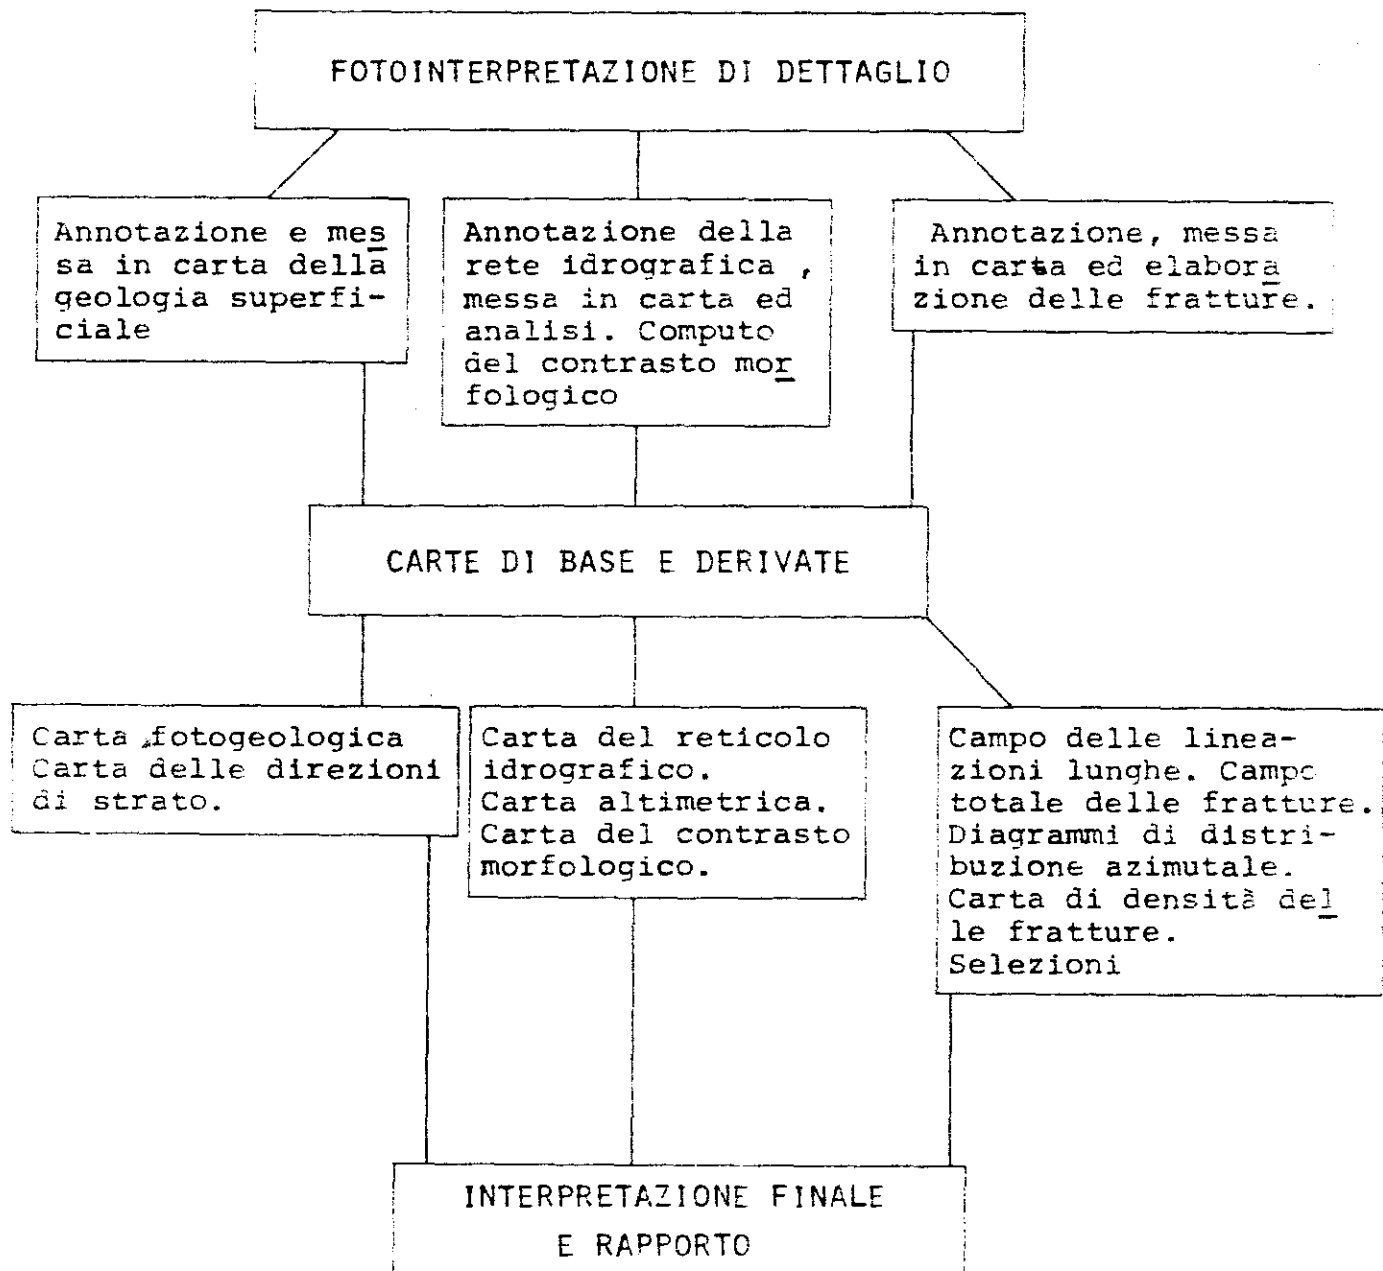 FOTOINTERPRETAZIONE DI DETTAGLIO
Annotazione e mes
sa in carta della
geologia superfi-
ciale
Annotazione della
rete idrografica ,
messa in carta ed
analisi. Computo
del contrasto mor
fologico
Annotazione, messa
in carta ed elabora
zione delle fratture.
CARTE DI BASE E DERIVATE
Carta fotogeologica
Carta delle direzioni
di strato.
Carta del reticolo
idrografico.
Carta altimetrica.
Carta del contrasto
morfologico.
Campo delle linea-
zioni lunghe. Campo
totale delle fratture.
Diagrammi di distri-
buzione azimutale.
Carta di densità del
le fratture.
Selezioni
INTERPRETAZIONE FINALE
E RAPPORTO